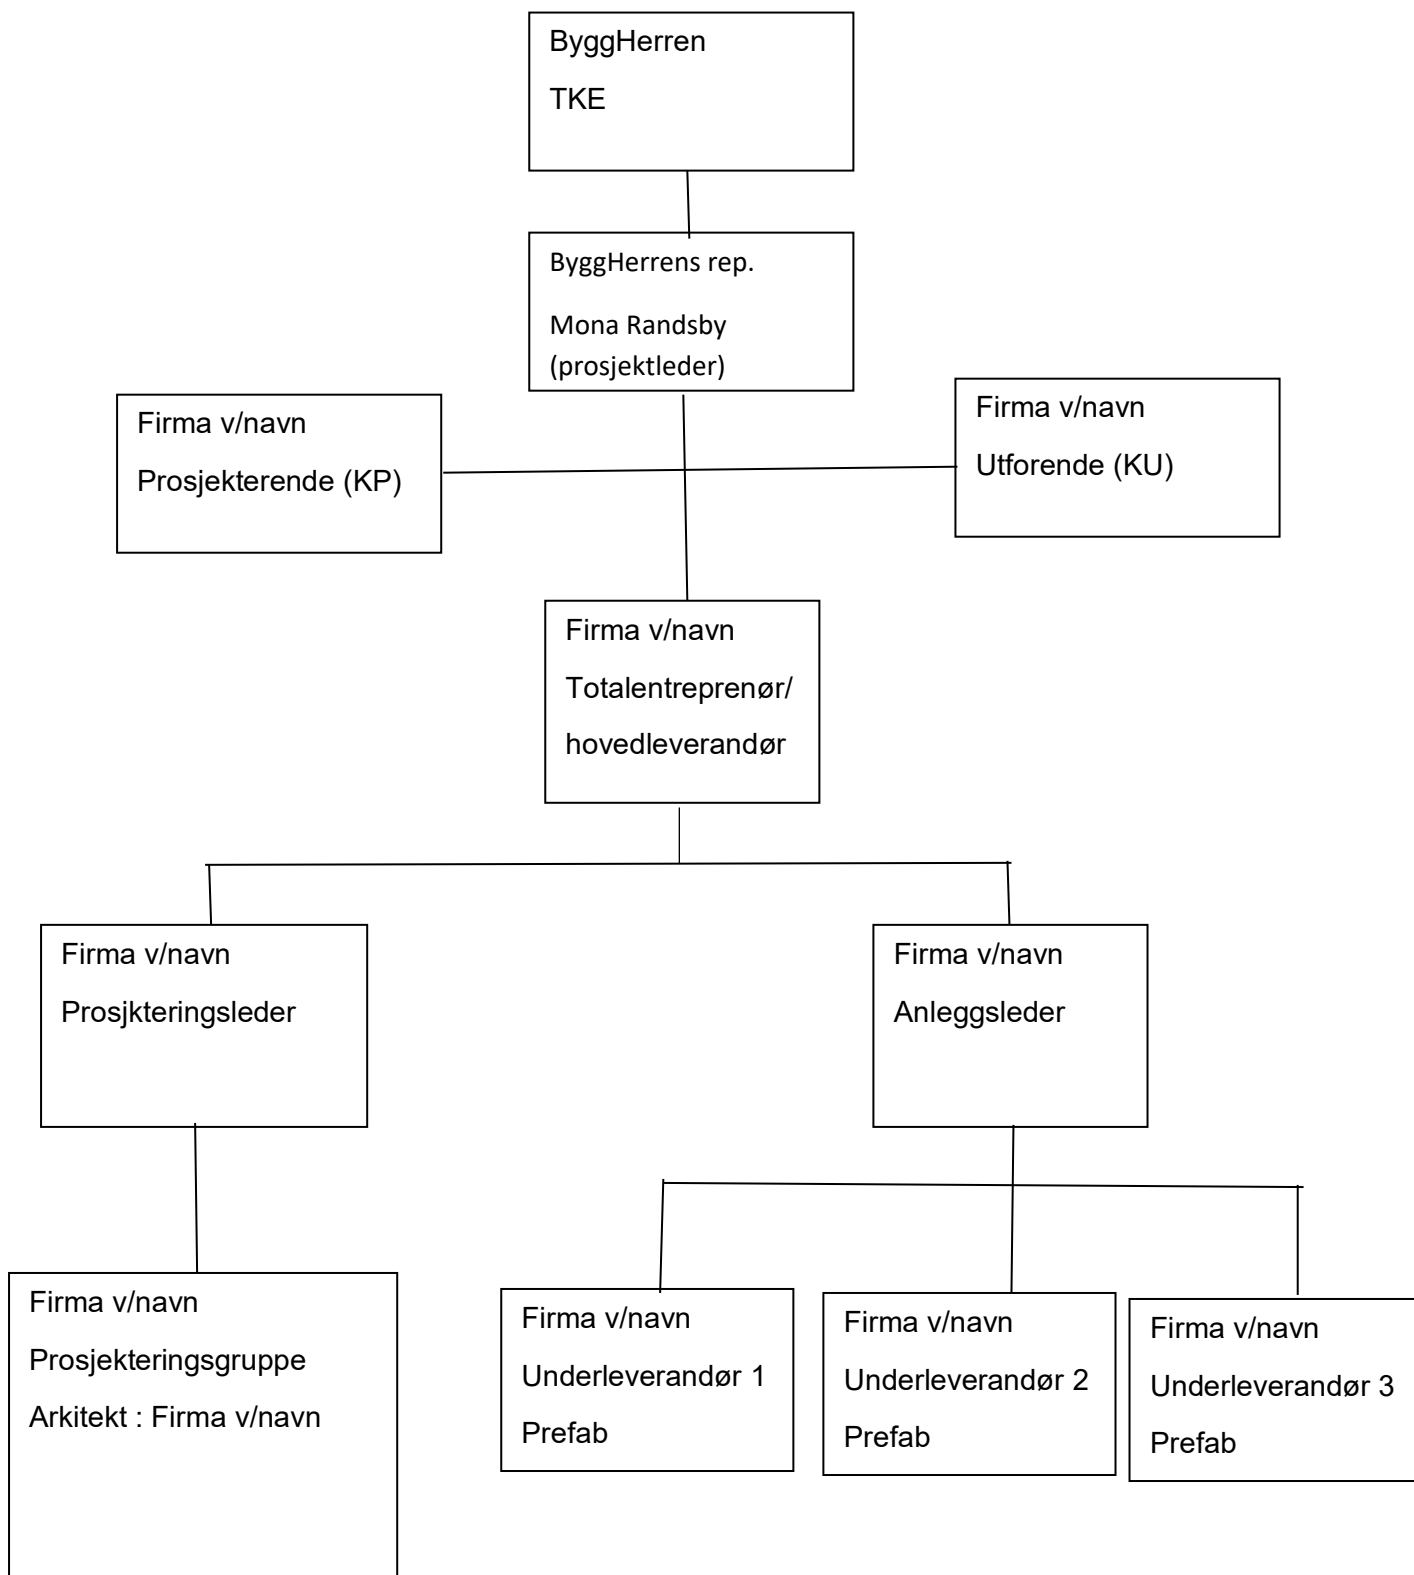 ByggHerren
TKE
ByggHerrens rep.
Mona Randsby
(prosjektleder)
Firma v/navn
Prosjekterende (KP)
Firma v/navn
Utforende (KU)
Firma v/navn
Totalentreprenør/
hovedleverandør
Firma v/navn
Prosjkteringsleder
Firma v/navn
Anleggsleder
Firma v/navn
Prosjekteringsgruppe
Arkitekt : Firma v/navn
Firma v/navn
Underleverandør 1
Prefab
Firma v/navn
Underleverandør 2
Prefab
Firma v/navn
Underleverandør 3
Prefab